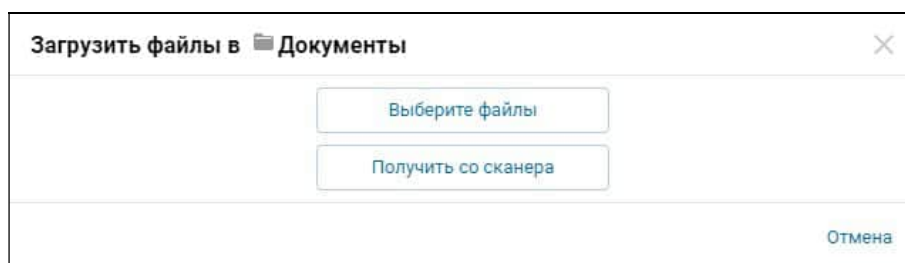 Загрузить файлы в Документы
Выберите файлы
Получить со сканера
Отмена